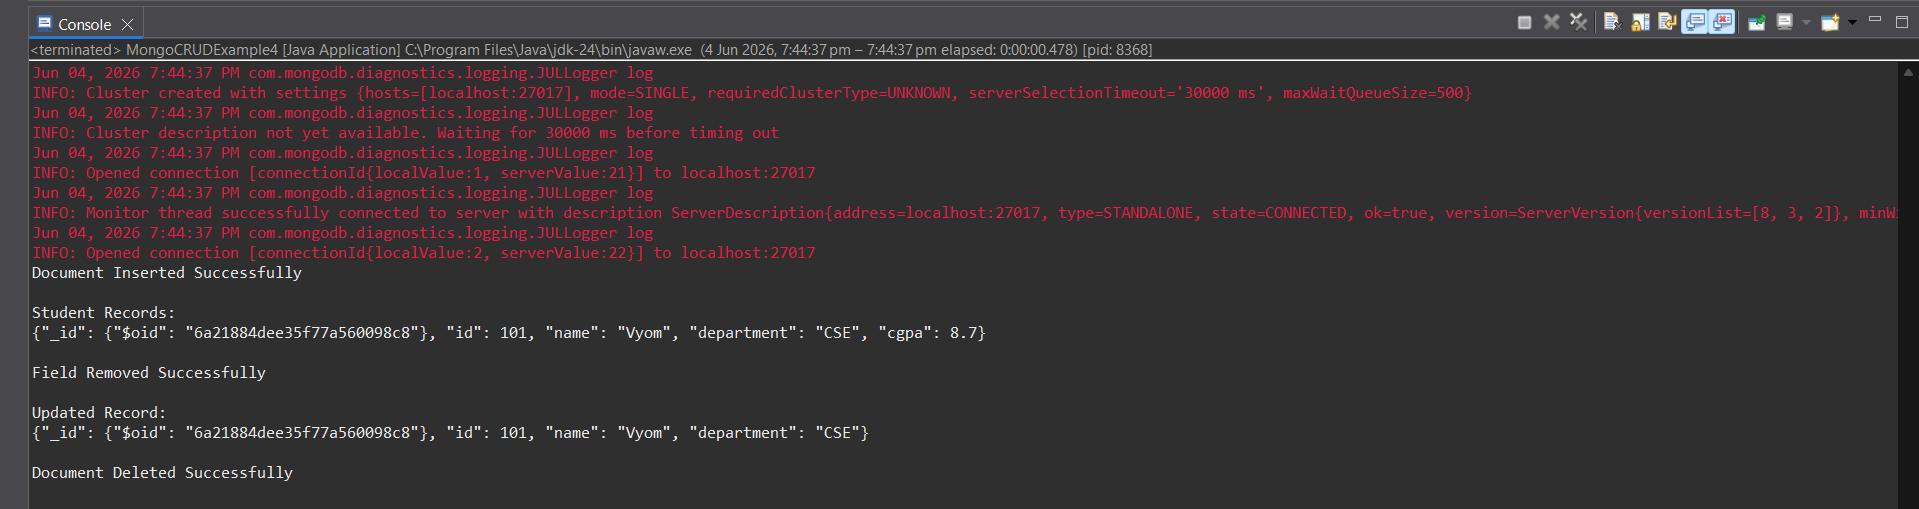 Console
<terminated> MongoCRUDExample4 [Java Application] C:\Program Files\Java\jdk-24\bin\javaw.exe (4 Jun 2026, 7:44:37 pm – 7:44:37 pm elapsed: 0:00:00.478) [pid: 8368]
Jun 04, 2026 7:44:37 PM com.mongodb.diagnostics.logging.JULLogger log
INFO: Cluster created with settings {hosts=[localhost:27017], mode=SINGLE, requiredClusterType=UNKNOWN, serverSelectionTimeout='30000 ms', maxWaitQueueSize=500}
Jun 04, 2026 7:44:37 PM com.mongodb.diagnostics.logging.JULLogger log
INFO: Cluster description not yet available. Waiting for 30000 ms before timing out
Jun 04, 2026 7:44:37 PM com.mongodb.diagnostics.logging.JULLogger log
INFO: Opened connection [connectionId{localValue:1, serverValue:21}] to localhost:27017
Jun 04, 2026 7:44:37 PM com.mongodb.diagnostics.logging.JULLogger log
INFO: Monitor thread successfully connected to server with description ServerDescription{address=localhost:27017, type=STANDALONE, state=CONNECTED, ok=true, version=ServerVersion{versionList=[8, 3, 2]}, minW
Jun 04, 2026 7:44:37 PM com.mongodb.diagnostics.logging.JULLogger log
INFO: Opened connection [connectionId{localValue:2, serverValue:22}] to localhost:27017
Document Inserted Successfully
Student Records:
{"_id": {"$oid": "6a21884dee35f77a560098c8"}, "id": 101, "name": "Vyom", "department": "CSE", "cgpa": 8.7}
Field Removed Successfully
Updated Record:
{"_id": {"$oid": "6a21884dee35f77a560098c8"}, "id": 101, "name": "Vyom", "department": "CSE"}
Document Deleted Successfully